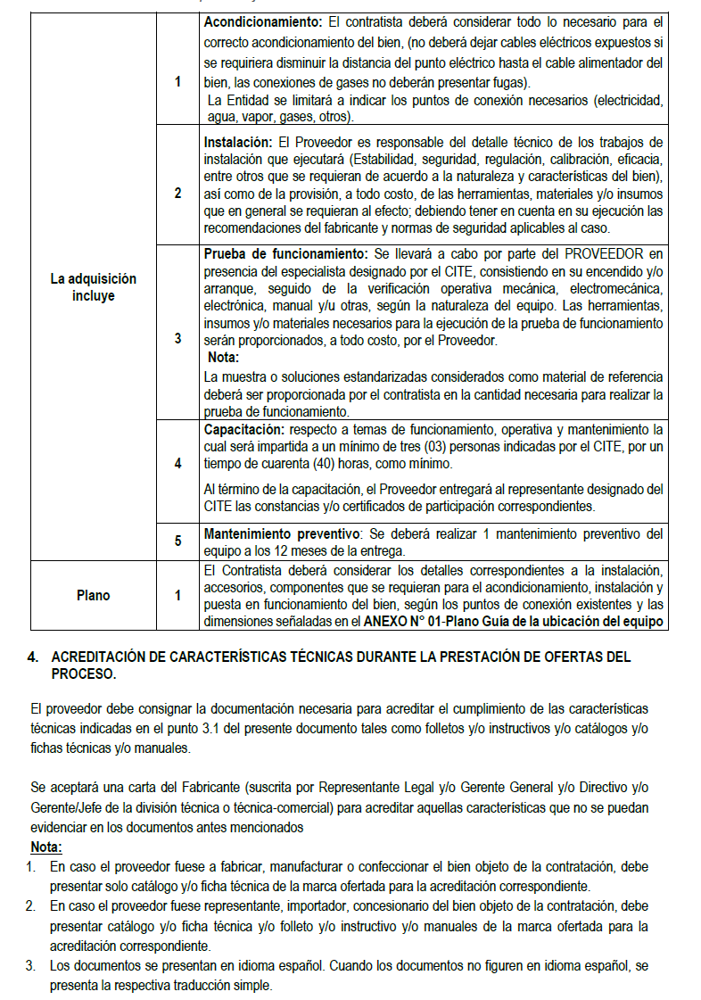 Acondicionamiento: El contratista deberá considerar todo lo necesario para el
correcto acondicionamiento del bien, (no deberá dejar cables eléctricos expuestos si
se requiriera disminuir la distancia del punto eléctrico hasta el cable alimentador del
1
bien, las conexiones de gases no deberán presentar fugas).
La Entidad se limitará a indicar los puntos de conexión necesarios (electricidad,
agua, vapor, gases, otros).
Instalación: El Proveedor es responsable del detalle técnico de los trabajos de
instalación que ejecutará (Estabilidad, seguridad, regulación, calibración, eficacia,
entre otros que se requieran de acuerdo a la naturaleza y características del bien),
2
así como de la provisión, a todo costo, de las herramientas, materiales y/o insumos
que en general se requieran al efecto; debiendo tener en cuenta en su ejecución las
recomendaciones del fabricante y normas de seguridad aplicables al caso.
La adquisición
incluye
Prueba de funcionamiento: Se llevará a cabo por parte del PROVEEDOR en
presencia del especialista designado por el CITE, consistiendo en su encendido y/o
arranque, seguido de la verificación operativa mecánica, electromecánica,
electrónica, manual y/u otras, según la naturaleza del equipo. Las herramientas,
insumos y/o materiales necesarios para la ejecución de la prueba de funcionamiento
3
serán proporcionados, a todo costo, por el Proveedor.
Nota:
La muestra o soluciones estandarizadas considerados como material de referencia
deberá ser proporcionada por el contratista en la cantidad necesaria para realizar la
prueba de funcionamiento.
Capacitación: respecto a temas de funcionamiento, operativa y mantenimiento la
cual será impartida a un mínimo de tres (03) personas indicadas por el CITE, por un
4
tiempo de cuarenta (40) horas, como mínimo.
Al término de la capacitación, el Proveedor entregará al representante designado del
CITE las constancias y/o certificados de participación correspondientes.
5
Mantenimiento preventivo: Se deberá realizar 1 mantenimiento preventivo del
equipo a los 12 meses de la entrega.
Plano
1
El Contratista deberá considerar los detalles correspondientes a la instalación,
accesorios, componentes que se requieran para el acondicionamiento, instalación y
puesta en funcionamiento del bien, según los puntos de conexión existentes y las
dimensiones señaladas en el ANEXO N° 01-Plano Guía de la ubicación del equipo
4. ACREDITACIÓN DE CARACTERÍSTICAS TÉCNICAS DURANTE LA PRESTACIÓN DE OFERTAS DEL
PROCESO.
El proveedor debe consignar la documentación necesaria para acreditar el cumplimiento de las características
técnicas indicadas en el punto 3.1 del presente documento tales como folletos y/o instructivos y/o catálogos y/o
fichas técnicas y/o manuales.
Se aceptará una carta del Fabricante (suscrita por Representante Legal y/o Gerente General y/o Directivo y/o
Gerente/Jefe de la división técnica o técnica-comercial) para acreditar aquellas características que no se puedan
evidenciar en los documentos antes mencionados
Nota:
1. En caso el proveedor fuese a fabricar, manufacturar o confeccionar el bien objeto de la contratación, debe
presentar solo catálogo y/o ficha técnica de la marca ofertada para la acreditación correspondiente.
2. En caso el proveedor fuese representante, importador, concesionario del bien objeto de la contratación, debe
presentar catálogo y/o ficha técnica y/o folleto y/o instructivo y/o manuales de la marca ofertada para la
acreditación correspondiente.
3. Los documentos se presentan en idioma español. Cuando los documentos no figuren en idioma español, se
presenta la respectiva traducción simple.